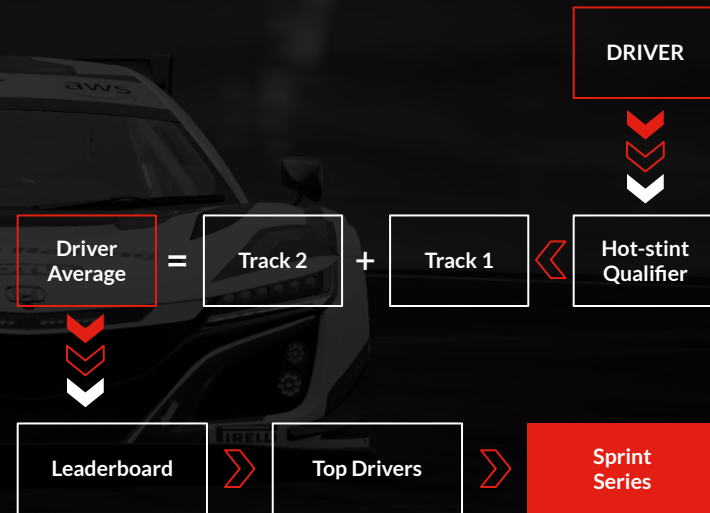 aws
DRIVER
Driver
Average
=
Track 2
+
Track 1
Hot-stint
Qualifier
PIRELLI
Leaderboard
Top Drivers
Sprint
Series